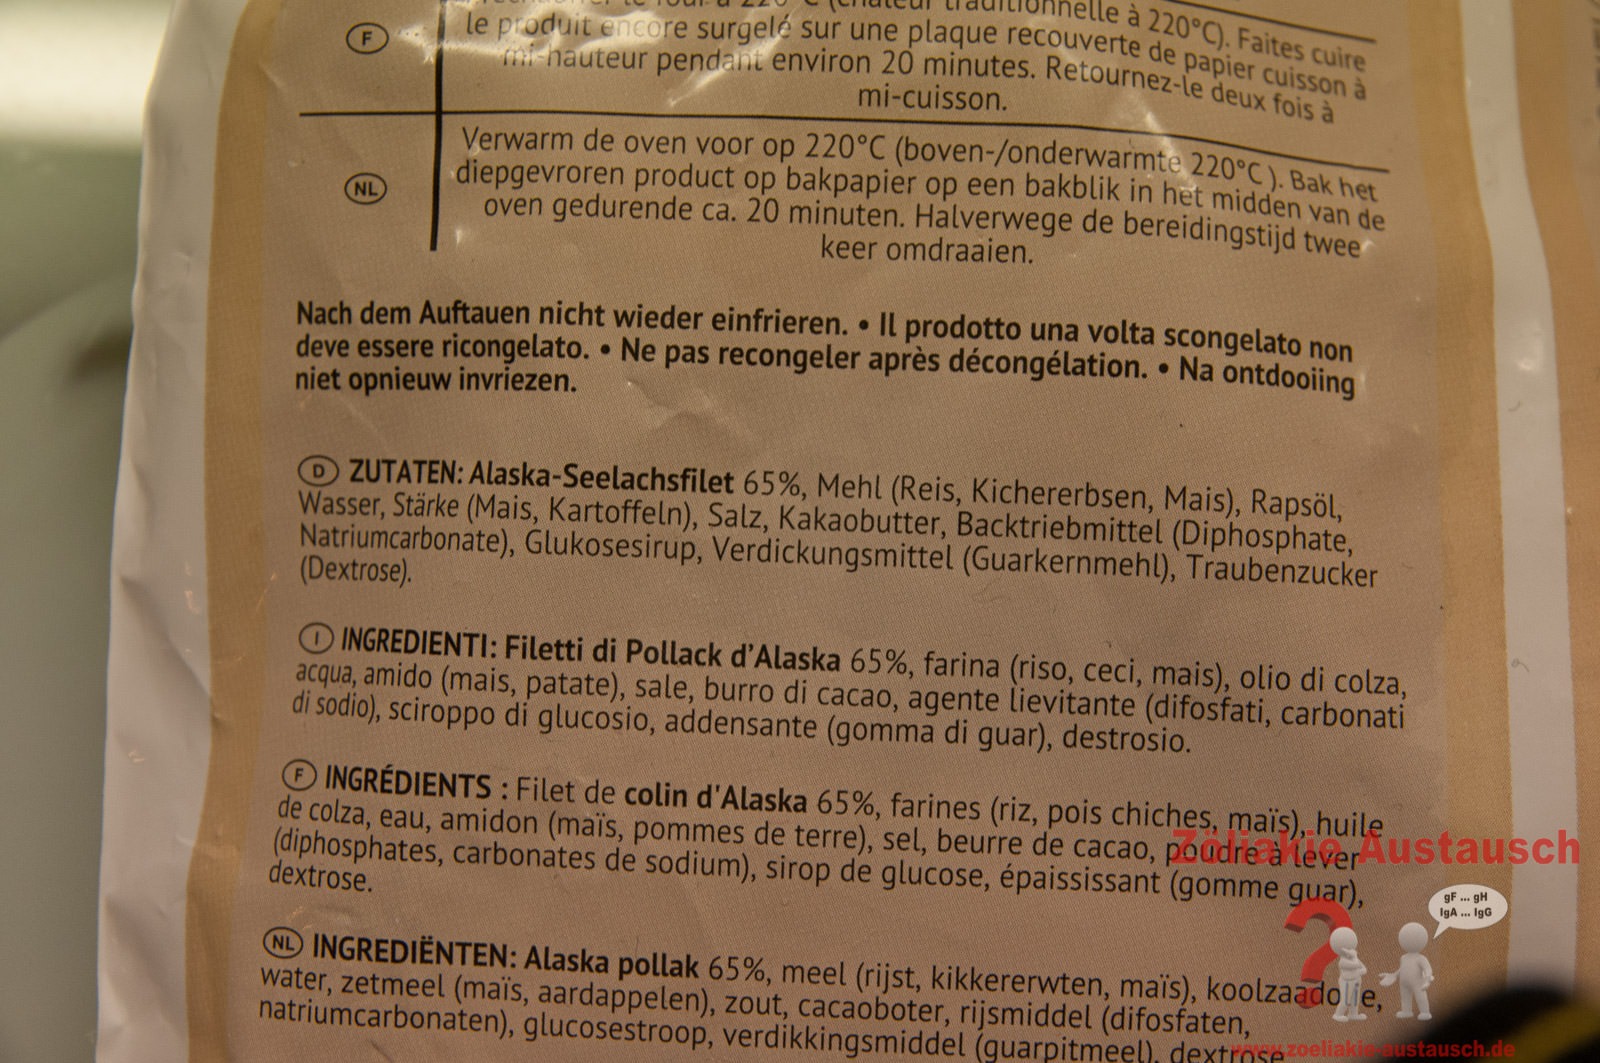 le four à 220°C (chaleur traditionnelle à 220°C). Faites cuire
F
le produit encore surgelé sur une plaque recouverte de papier cuisson à
mi-hauteur pendant environ 20 minutes. Retournez-le deux fois à
mi-cuisson.
NL
Verwarm de oven voor op 220°C (boven-/onderwarmte 220°C ). Bak het
diepgevroren product op bakpapier op een bakblik in het midden van de
oven gedurende ca. 20 minuten. Halverwege de bereidingstijd twee
keer omdraaien.
Nach dem Auftauen nicht wieder einfrieren. • Il prodotto una volta scongelato non
deve essere ricongelato. • Ne pas recongeler après décongélation. • Na ontdooiing
niet opnieuw invriezen.
D ZUTATEN: Alaska-Seelachsfilet 65%, Mehl (Reis, Kichererbsen, Mais), Rapsöl,
Wasser, Stärke (Mais, Kartoffeln), Salz, Kakaobutter, Backtriebmittel (Diphosphate,
Natriumcarbonate), Glukosesirup, Verdickungsmittel (Guarkernmehl), Traubenzucker
(Dextrose).
I INGREDIENTI: Filetti di Pollack d'Alaska 65%, farina (riso, ceci, mais), olio di colza,
acqua, amido (mais, patate), sale, burro di cacao, agente lievitante (difosfati, carbonati
di sodio), sciroppo di glucosio, addensante (gomma di guar), destrosio.
F INGRÉDIENTS : Filet de colin d'Alaska 65%, farines (riz, pois chiches, maïs), huile
de colza, eau, amidon (maïs, pommes de terre), sel, beurre de cacao, poudre à lever
(diphosphates, carbonates de sodium), sirop de glucose, épaississant (gomme guar),
dextrose.
Zöliakie Austausch
gF ... gH
IgA ... IgG
NL INGREDIËNTEN: Alaska pollak 65%, meel (rijst, kikkererwten, maïs), koolzaadolie,
water, zetmeel (maïs, aardappelen), zout, cacaoboter, rijsmiddel (difosfaten,
natriumcarbonaten), glucosestroop, verdikkingsmiddel (guarpitmeel), dextrose
www.zoeliakie-austausch.de